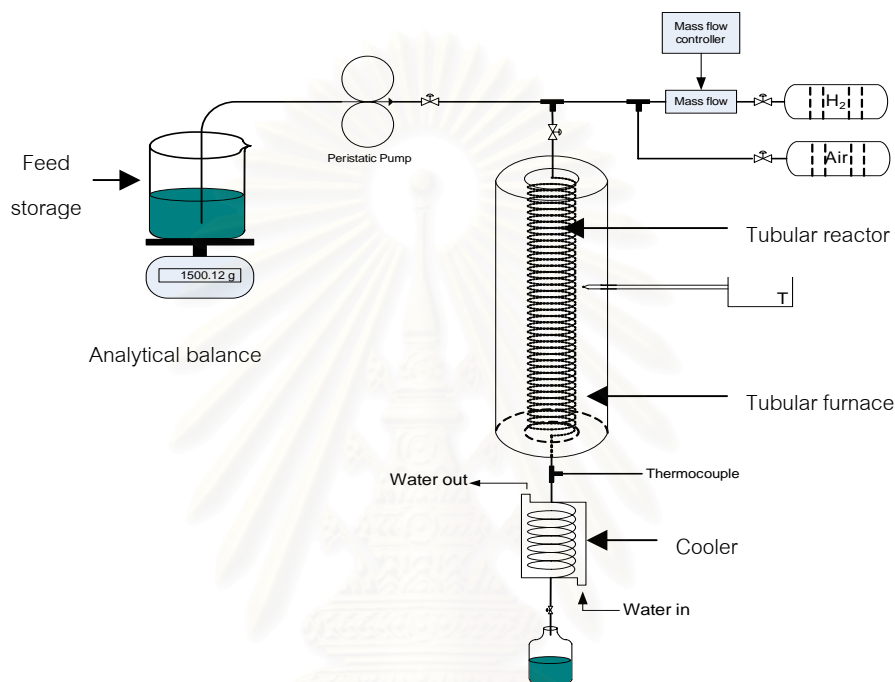 Mass flow
controller
Mass flow
H₂
Air
Peristatic Pump
Feed
storage
1500.12 g
Analytical balance
Tubular reactor
T
Tubular furnace
Thermocouple
Water out
Cooler
Water in